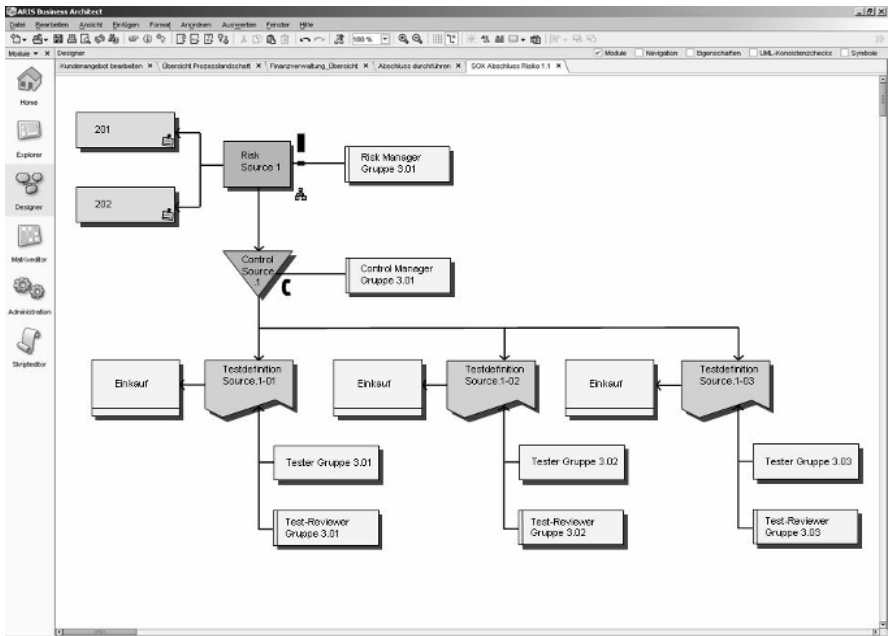 ARIS Business Architect
Datei Bearbeiten Ansicht Einfügen Format Anordnen Auswerten Fenster Hilfe
100 %
Module Designer Module Navigation Eigenschaften UML-Konsistenzchecks Symbole
Kundenangebot bearbeiten Übersicht Prozesslandschaft Finanzverwaltung_Übersicht Abschluss durchführen SOX Abschluss Risiko 1.1
Home
Explorer
Designer
Matrixeditor
Administration
Skripteditor
201
202
Risk
Source 1
Risk Manager
Gruppe 3.01
Control
Source
.1
Control Manager
Gruppe 3.01
Einkauf
Testdefinition
Source.1-01
Einkauf
Testdefinition
Source.1-02
Einkauf
Testdefinition
Source.1-03
Tester Gruppe 3.01
Tester Gruppe 3.02
Tester Gruppe 3.03
Test-Reviewer
Gruppe 3.01
Test-Reviewer
Gruppe 3.02
Test-Reviewer
Gruppe 3.03